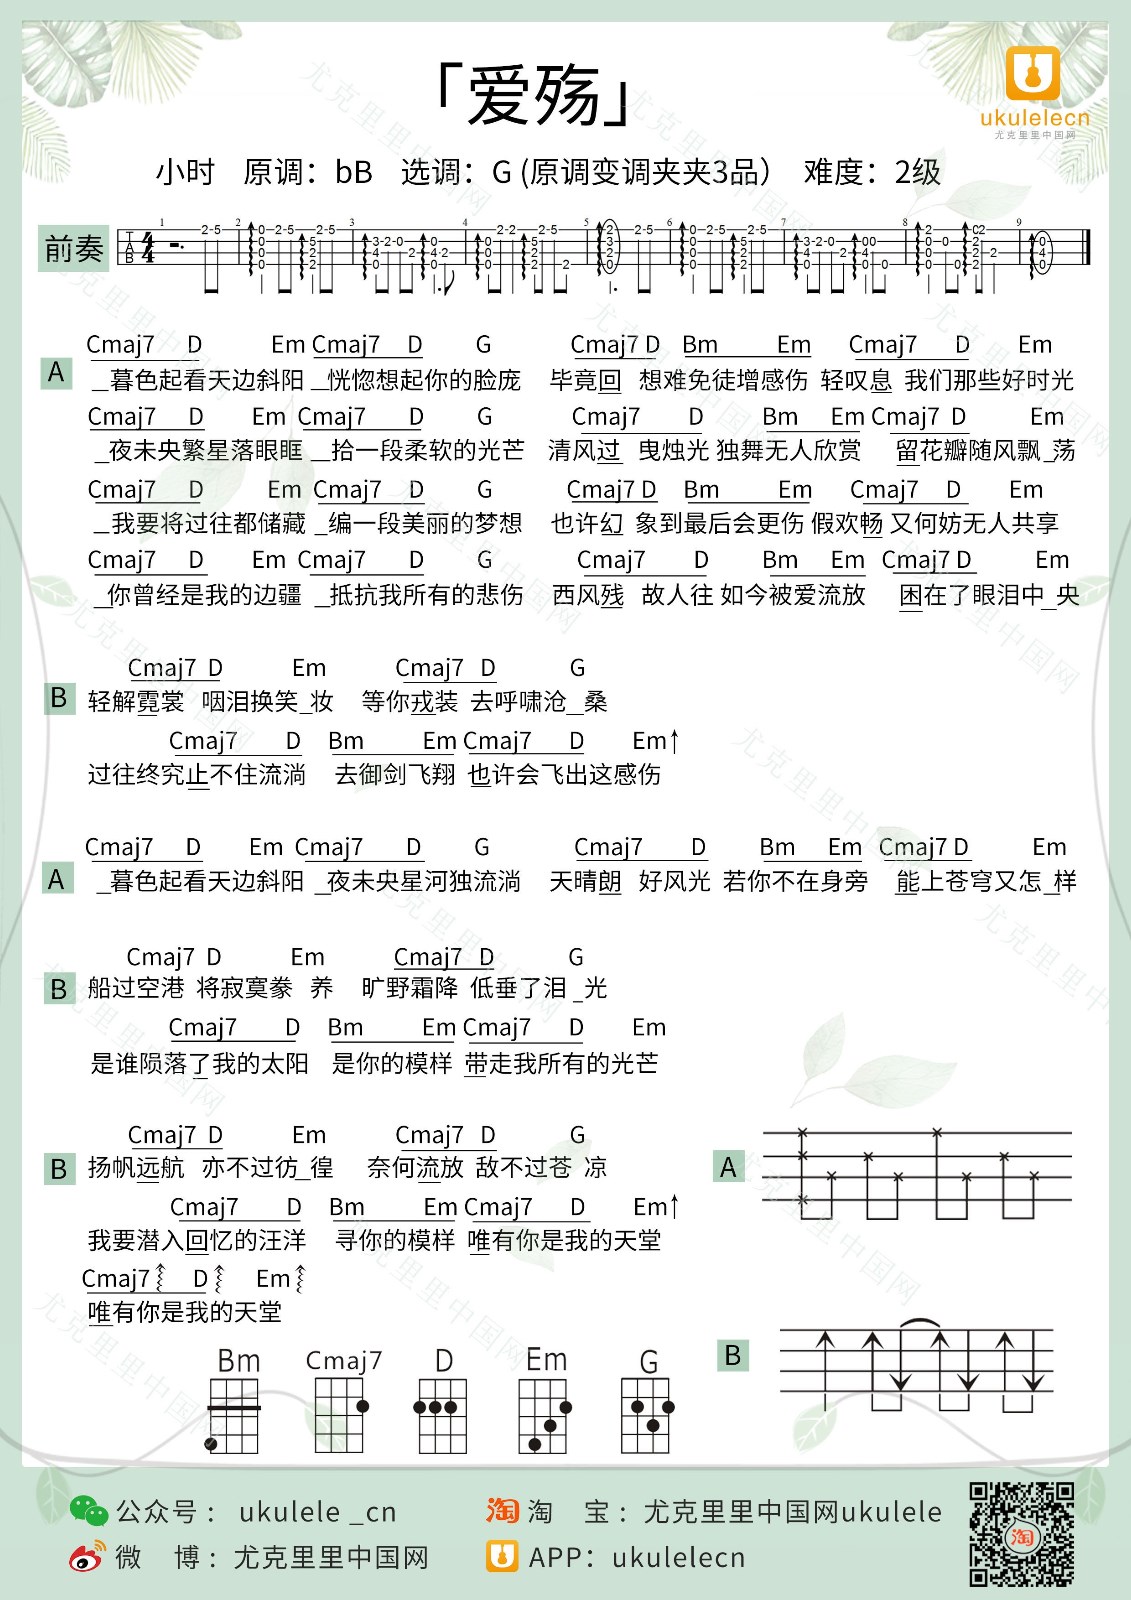 「爱殇」
ukulelecn
尤克里里中国网
小时 原调：bB 选调：G (原调变调夹夹3品） 难度：2级
前奏
1 2 3 4 5 6 7 8 9
Cmaj7 D Em Cmaj7 D G Cmaj7 D Bm Em Cmaj7 D Em
A _暮色起看天边斜阳 _恍惚想起你的脸庞 毕竟回 想难免徒增感伤 轻叹息 我们那些好时光
Cmaj7 D Em Cmaj7 D G Cmaj7 D Bm Em Cmaj7 D Em
_夜未央繁星落眼眶 _拾一段柔软的光芒 清风过 曳烛光 独舞无人欣赏 留花瓣随风飘_荡
Cmaj7 D Em Cmaj7 D G Cmaj7 D Bm Em Cmaj7 D Em
_我要将过往都储藏 _编一段美丽的梦想 也许幻 象到最后会更伤 假欢畅 又何妨无人共享
Cmaj7 D Em Cmaj7 D G Cmaj7 D Bm Em Cmaj7 D Em
_你曾经是我的边疆 _抵抗我所有的悲伤 西风残 故人往 如今被爱流放 困在了眼泪中_央
Cmaj7 D Em Cmaj7 D G
B 轻解霓裳 咽泪换笑_妆 等你戎装 去呼啸沧_桑
Cmaj7 D Bm Em Cmaj7 D Em↑
过往终究止不住流淌 去御剑飞翔 也许会飞出这感伤
Cmaj7 D Em Cmaj7 D G Cmaj7 D Bm Em Cmaj7 D Em
A _暮色起看天边斜阳 _夜未央星河独流淌 天晴朗 好风光 若你不在身旁 能上苍穹又怎_样
Cmaj7 D Em Cmaj7 D G
B 船过空港 将寂寞豢 养 旷野霜降 低垂了泪_光
Cmaj7 D Bm Em Cmaj7 D Em
是谁陨落了我的太阳 是你的模样 带走我所有的光芒
Cmaj7 D Em Cmaj7 D G
B 扬帆远航 亦不过彷_徨 奈何流放 敌不过苍 凉
Cmaj7 D Bm Em Cmaj7 D Em↑
我要潜入回忆的汪洋 寻你的模样 唯有你是我的天堂
Cmaj7 D Em
唯有你是我的天堂
A
B
Bm Cmaj7 D Em G
公众号： ukulele _cn
淘 宝：尤克里里中国网ukulele
微 博：尤克里里中国网
APP：ukulelecn
淘